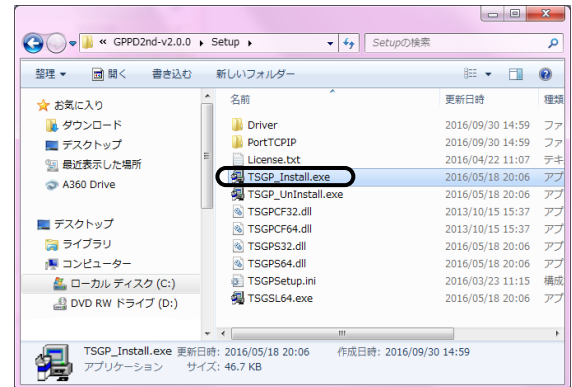 « GPPD2nd-v2.0.0 ▸ Setup ▸ Setupの検索
整理 ▼ 開く 書き込む 新しいフォルダー
お気に入り
ダウンロード
デスクトップ
最近表示した場所
A360 Drive
デスクトップ
ライブラリ
コンピューター
ローカル ディスク (C:)
DVD RW ドライブ (D:)
名前 更新日時 種類
Driver 2016/09/30 14:59 ファ
PortTCPIP 2016/09/30 14:59 ファ
License.txt 2016/04/22 11:07 テキ
TSGP_Install.exe 2016/05/18 20:06 アプ
TSGP_UnInstall.exe 2016/05/18 20:06 アプ
TSGPCF32.dll 2013/10/15 15:37 アプ
TSGPCF64.dll 2013/10/15 15:37 アプ
TSGPS32.dll 2016/05/18 20:06 アプ
TSGPS64.dll 2016/05/18 20:06 アプ
TSGPSetup.ini 2016/03/23 11:15 構成
TSGSL64.exe 2016/05/18 20:06 アプ
TSGP_Install.exe 更新日時: 2016/05/18 20:06 作成日時: 2016/09/30 14:59
アプリケーション サイズ: 46.7 KB